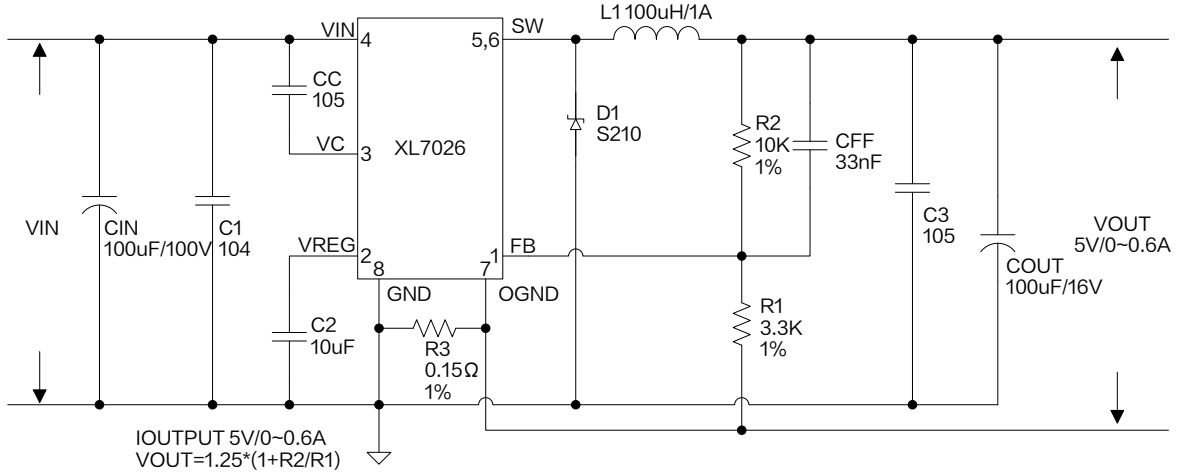 L1 100uH/1A
VIN
4
SW
5,6
CC
105
D1
S210
R2
10K
1%
CFF
33nF
VC
3
XL7026
VIN
CIN
100uF/100V
C1
104
C3
105
VOUT
5V/0~0.6A
VREG
2
1
FB
8
7
GND
OGND
COUT
100uF/16V
C2
10uF
R3
0.15Ω
1%
R1
3.3K
1%
IOUTPUT 5V/0~0.6A
VOUT=1.25*(1+R2/R1)